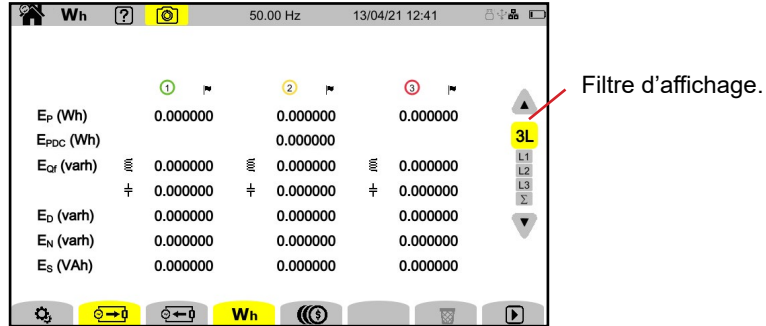 Wh ? 50.00 Hz 13/04/21 12:41
Filtre d’affichage.
1 2 3
EP (Wh) 0.000000 0.000000 0.000000
3L
EPDC (Wh) 0.000000
L1
EQf (varh) 0.000000 0.000000 0.000000
L2
L3
0.000000 0.000000 0.000000
Σ
ED (varh) 0.000000 0.000000 0.000000
EN (varh) 0.000000 0.000000 0.000000
ES (VAh) 0.000000 0.000000 0.000000
Wh $